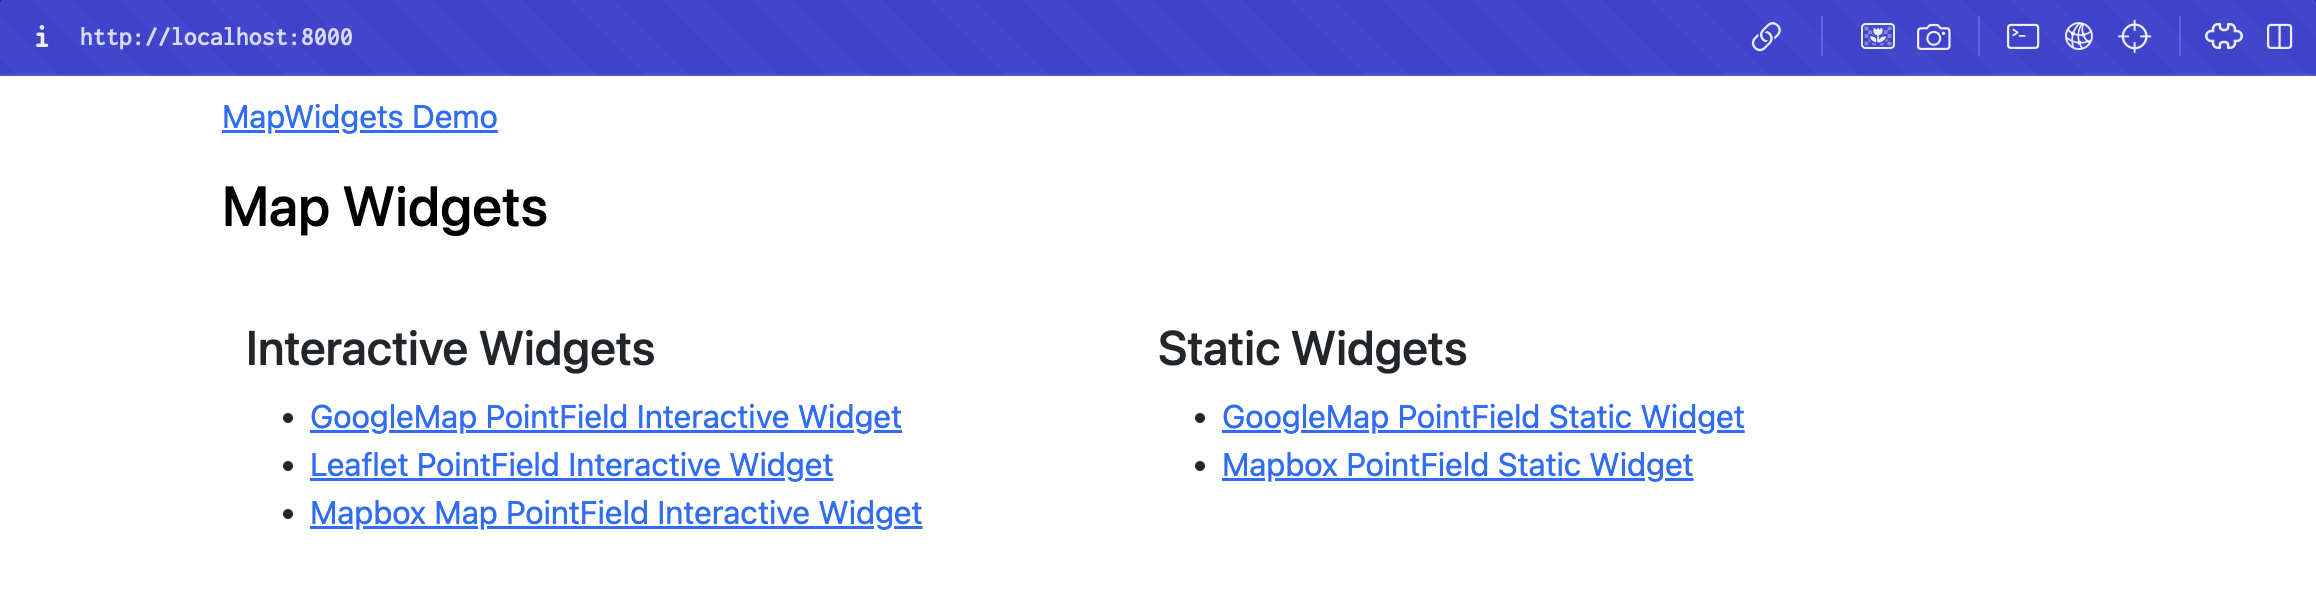 http://localhost:8000
MapWidgets Demo
Map Widgets
Interactive Widgets
GoogleMap PointField Interactive Widget
Leaflet PointField Interactive Widget
Mapbox Map PointField Interactive Widget
Static Widgets
GoogleMap PointField Static Widget
Mapbox PointField Static Widget